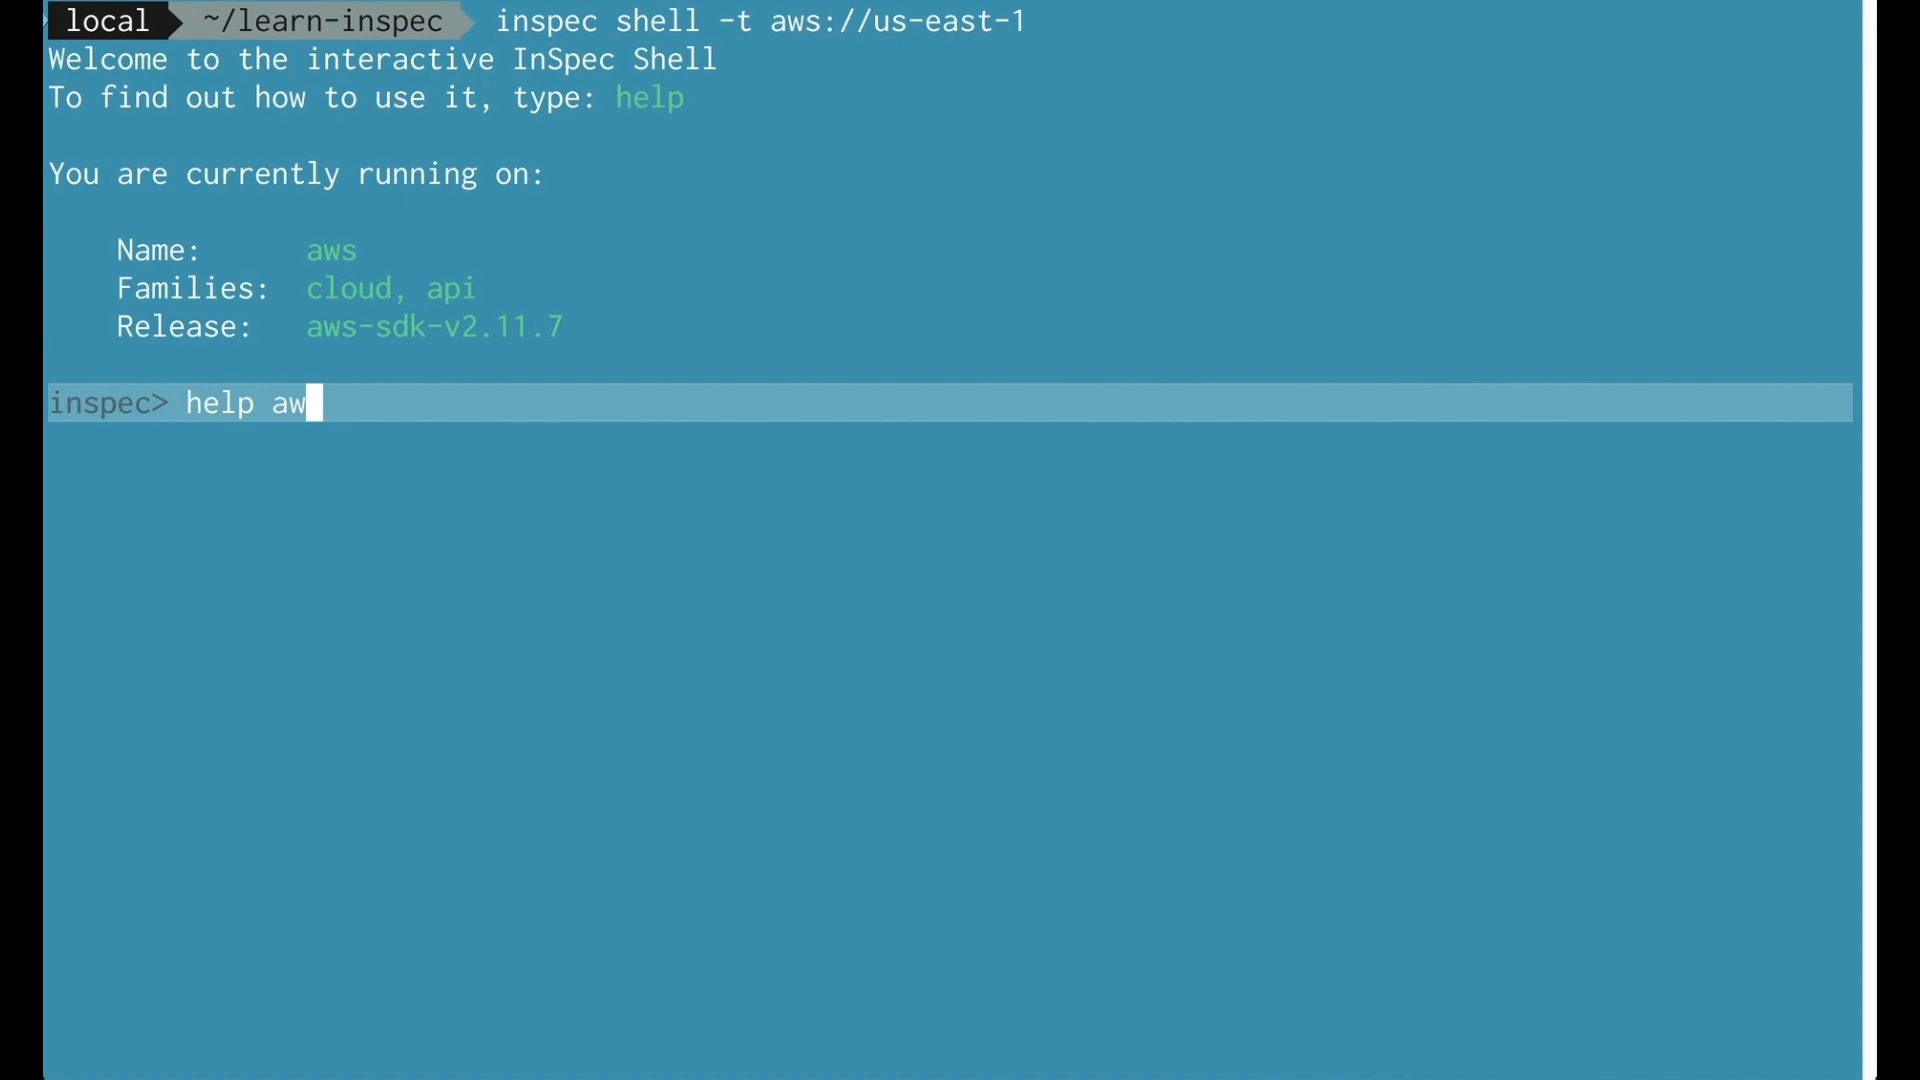 local ~/learn-inspec inspec shell -t aws://us-east-1
Welcome to the interactive InSpec Shell
To find out how to use it, type: help
You are currently running on:
Name: aws
Families: cloud, api
Release: aws-sdk-v2.11.7
inspec> help aw